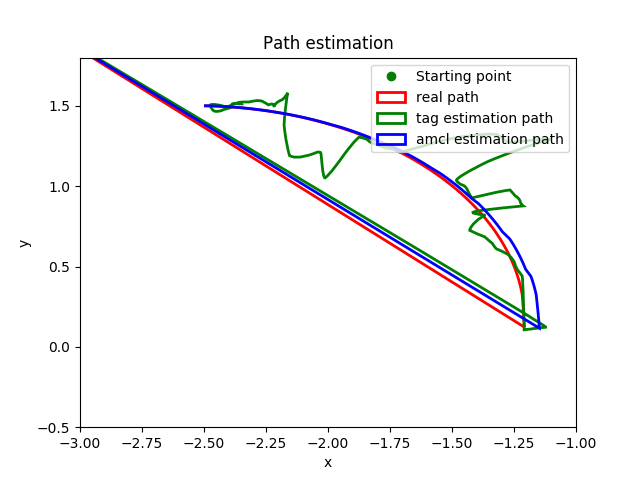 Path estimation
Starting point
real path
tag estimation path
amcl estimation path
1.5
1.0
0.5
0.0
−0.5
y
−3.00 −2.75 −2.50 −2.25 −2.00 −1.75 −1.50 −1.25 −1.00
x